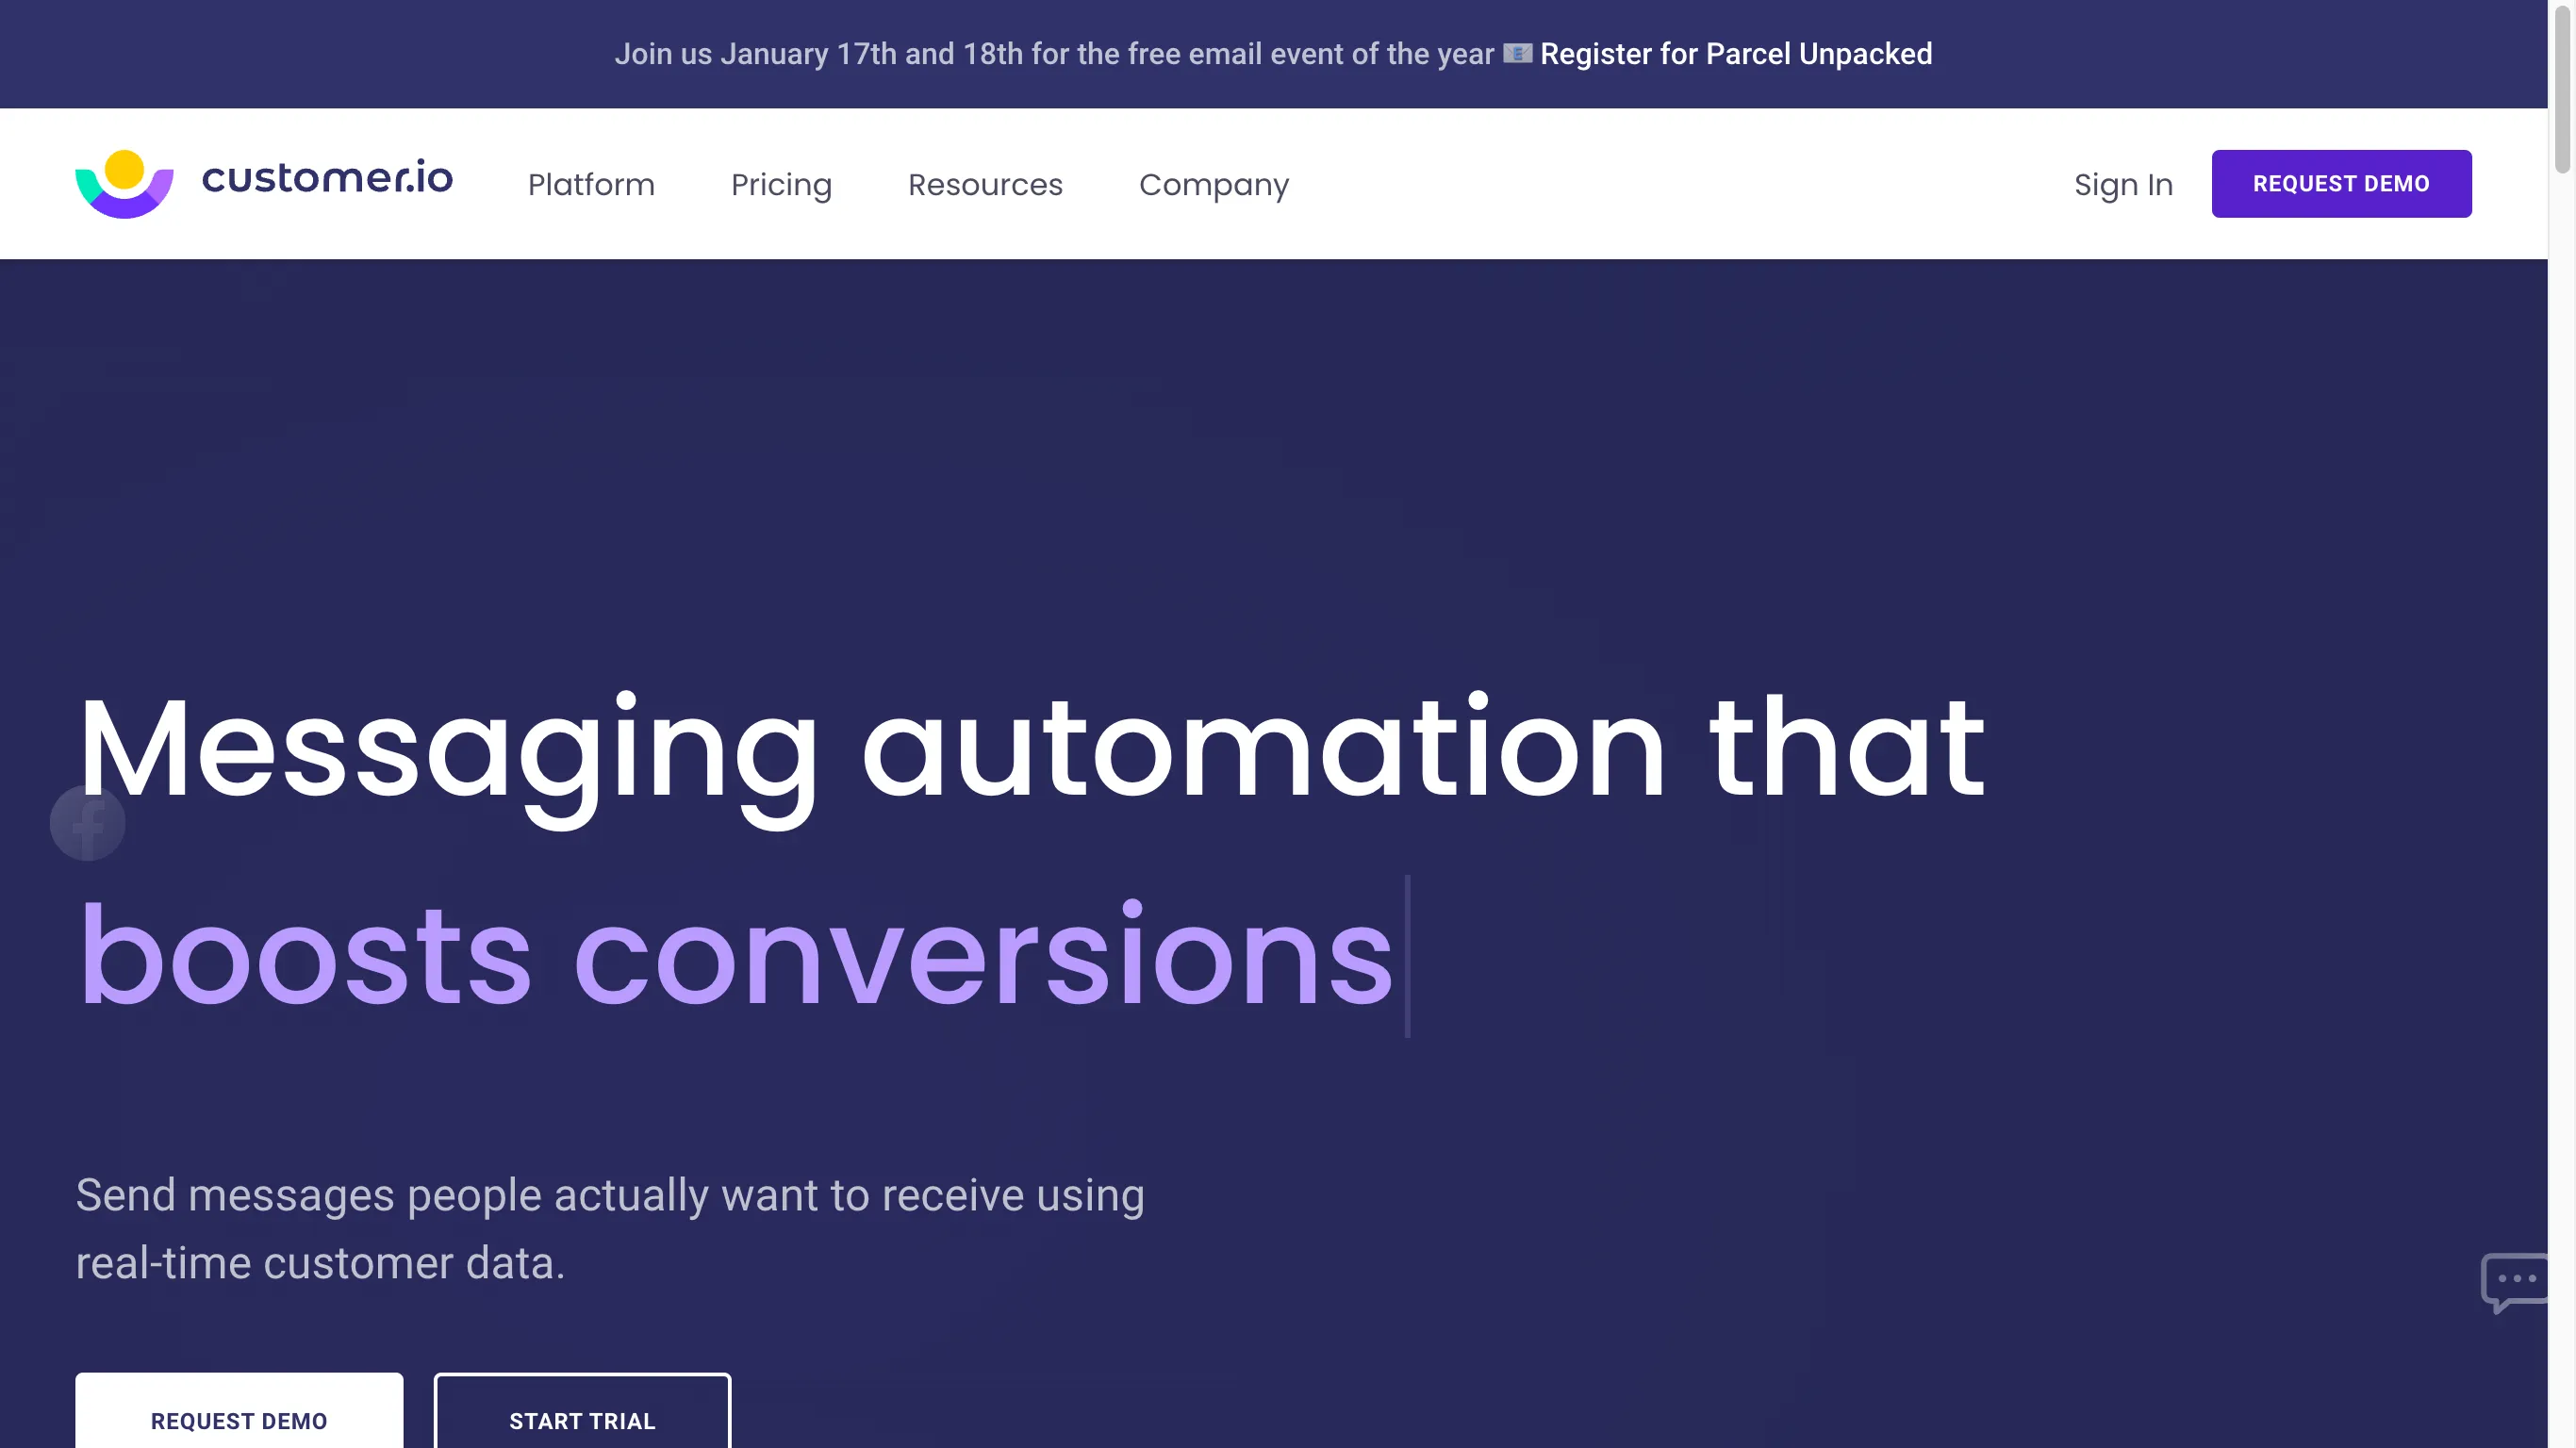 Join us January 17th and 18th for the free email event of the year 📧 Register for Parcel Unpacked
customer.io
Platform
Pricing
Resources
Company
Sign In
REQUEST DEMO
Messaging automation that
boosts conversions
Send messages people actually want to receive using
real-time customer data.
REQUEST DEMO
START TRIAL